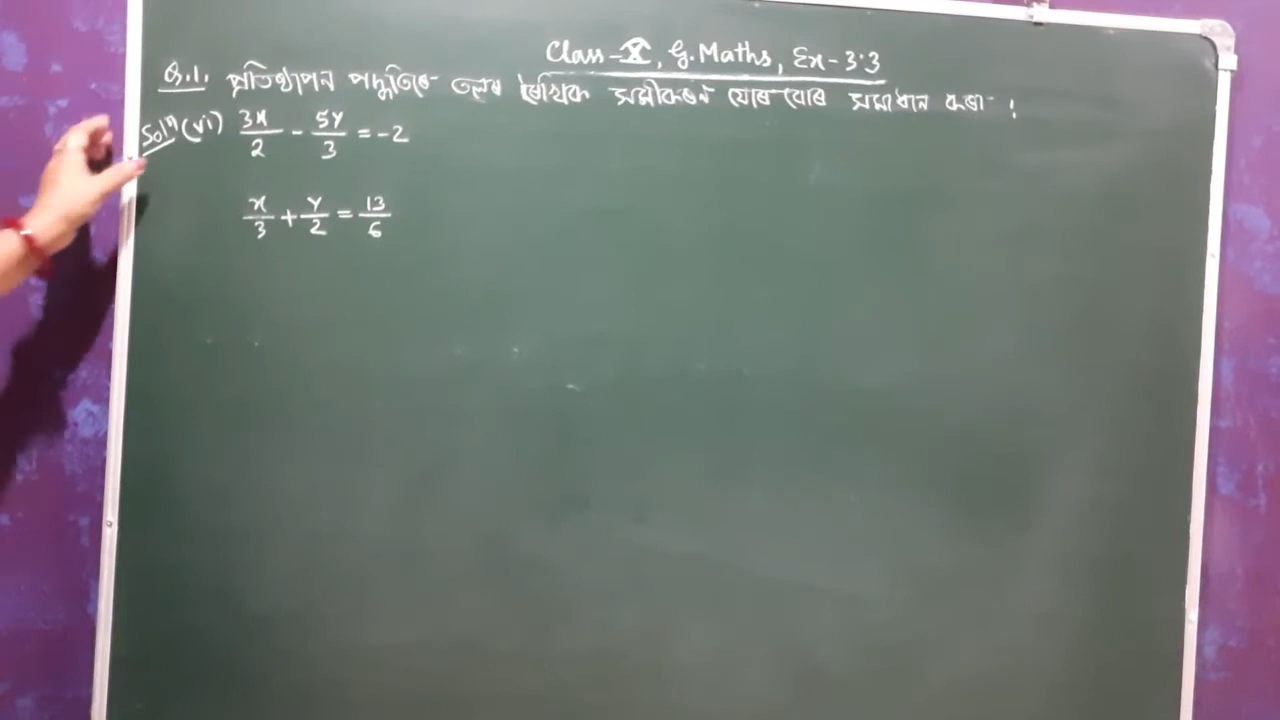 Class-X, G.Maths, Ex-3.3
Q.1. প্ৰতিস্থাপন পদ্ধতিৰে তলৰ ৰৈখিক সমীকৰণ যোৰবোৰ সমাধান কৰা :
Solⁿ (vi) 3x/2 - 5y/3 = -2
x/3 + y/2 = 13/6